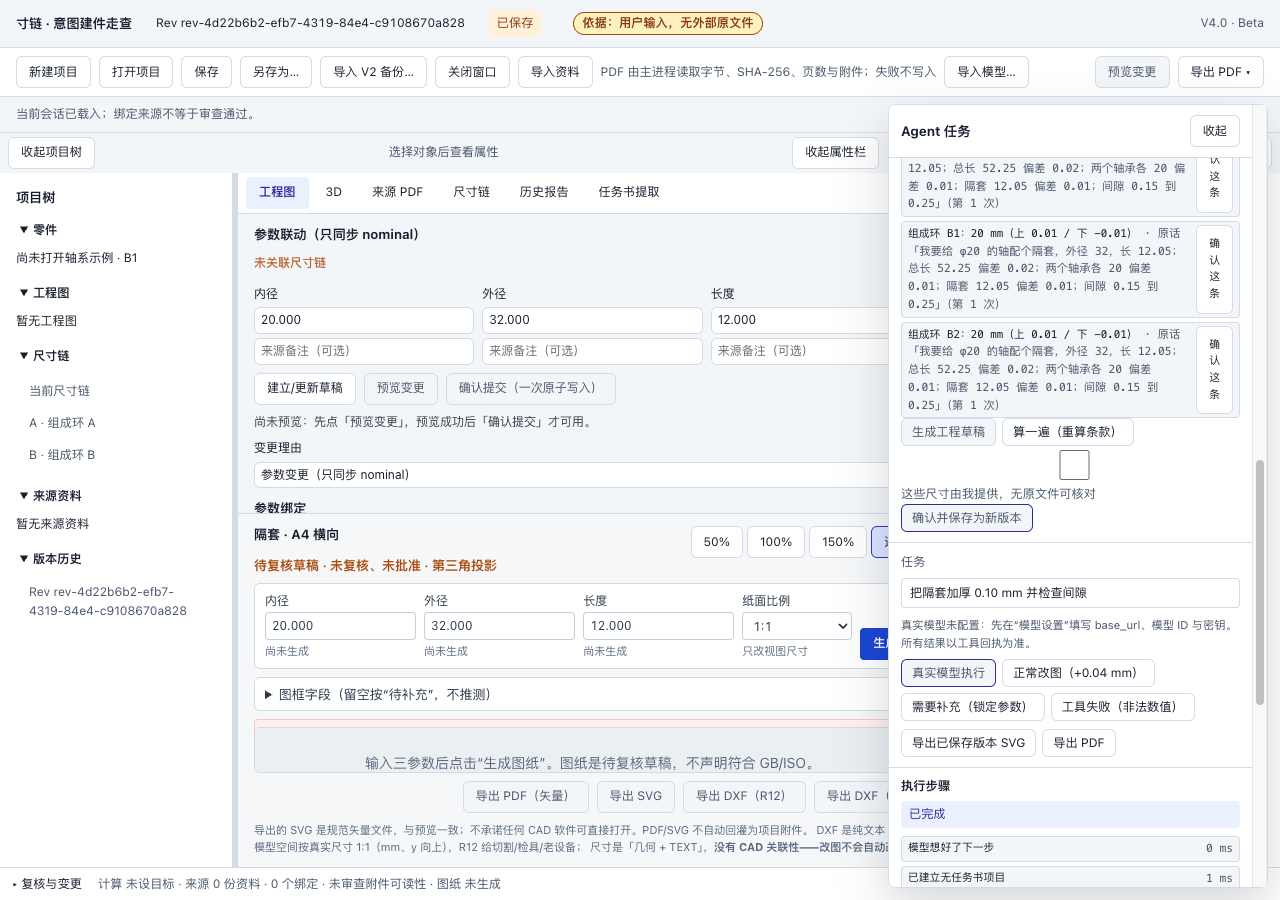 寸链 · 意图建件走查 Rev rev-4d22b6b2-efb7-4319-84e4-c9108670a828 已保存 依据：用户输入，无外部原文件 V4.0 · Beta
新建项目 打开项目 保存 另存为… 导入 V2 备份… 关闭窗口 导入资料 PDF 由主进程读取字节、SHA-256、页数与附件；失败不写入 导入模型… 预览变更 导出 PDF ▾
当前会话已载入；绑定来源不等于审查通过。
收起项目树 选择对象后查看属性 收起属性栏
项目树
▼ 零件
尚未打开轴系示例 · B1
▼ 工程图
暂无工程图
▼ 尺寸链
当前尺寸链
A · 组成环 A
B · 组成环 B
▼ 来源资料
暂无来源资料
▼ 版本历史
Rev rev-4d22b6b2-efb7-
4319-84e4-c9108670a828
工程图 3D 来源 PDF 尺寸链 历史报告 任务书提取
参数联动（只同步 nominal）
未关联尺寸链
内径 外径 长度
20.000 32.000 12.000
来源备注（可选） 来源备注（可选） 来源备注（可选）
建立/更新草稿 预览变更 确认提交（一次原子写入）
尚未预览：先点「预览变更」，预览成功后「确认提交」才可用。
变更理由
参数变更（只同步 nominal）
参数绑定
隔套 · A4 横向 50% 100% 150%
待复核草稿 · 未复核、未批准 · 第三角投影
内径 外径 长度 纸面比例
20.000 32.000 12.000 1:1
尚未生成 尚未生成 尚未生成 只改视图尺寸
▶ 图框字段（留空按“待补充”，不推测）
输入三参数后点击“生成图纸”。图纸是待复核草稿，不声明符合 GB/ISO。
导出 PDF（矢量） 导出 SVG 导出 DXF（R12） 导出 DXF（
导出的 SVG 是规范矢量文件，与预览一致；不承诺任何 CAD 软件可直接打开。PDF/SVG 不自动回灌为项目附件。 DXF 是纯文本
模型空间按真实尺寸 1:1（mm、y 向上），R12 给切割/检具/老设备； 尺寸是「几何 + TEXT」，没有 CAD 关联性——改图不会自动
Agent 任务 收起
12.05；总长 52.25 偏差 0.02；两个轴承各 20 偏
差 0.01；隔套 12.05 偏差 0.01；间隙 0.15 到
0.25」(第 1 次)
认
这
条
组成环 B1：20 mm（上 0.01 / 下 −0.01） · 原话
「我要给 φ20 的轴配个隔套，外径 32，长 12.05；
总长 52.25 偏差 0.02；两个轴承各 20 偏差
0.01；隔套 12.05 偏差 0.01；间隙 0.15 到
0.25」(第 1 次)
确
认
这
条
组成环 B2：20 mm（上 0.01 / 下 −0.01） · 原话
「我要给 φ20 的轴配个隔套，外径 32，长 12.05；
总长 52.25 偏差 0.02；两个轴承各 20 偏差
0.01；隔套 12.05 偏差 0.01；间隙 0.15 到
0.25」(第 1 次)
确
认
这
条
生成工程草稿 算一遍（重算条款）
这些尺寸由我提供，无原文件可核对
确认并保存为新版本
任务
把隔套加厚 0.10 mm 并检查间隙
真实模型未配置：先在“模型设置”填写 base_url、模型 ID 与密钥。
所有结果以工具回执为准。
真实模型执行 正常改图（+0.04 mm）
需要补充（锁定参数） 工具失败（非法数值）
导出已保存版本 SVG 导出 PDF
执行步骤
已完成
模型想好了下一步 0 ms
已建立无任务书项目 1 ms
▸ 复核与变更 计算 未设目标 · 来源 0 份资料 · 0 个绑定 · 未审查附件可读性 · 图纸 未生成